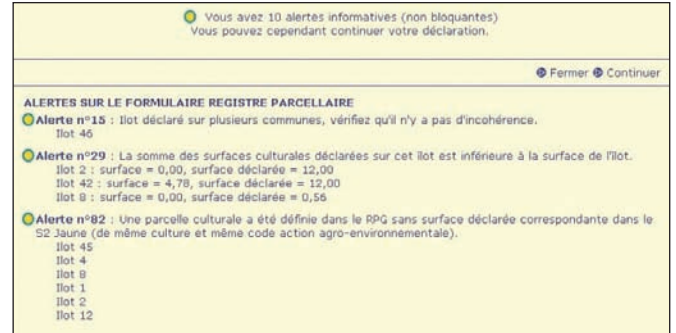 Vous avez 10 alertes informatives (non bloquantes)
Vous pouvez cependant continuer votre déclaration.
Fermer Continuer
ALERTES SUR LE FORMULAIRE REGISTRE PARCELLAIRE
Alerte n°15 : Ilot déclaré sur plusieurs communes, vérifiez qu'il n'y a pas d'incohérence.
Ilot 46
Alerte n°29 : La somme des surfaces culturales déclarées sur cet îlot est inférieure à la surface de l'îlot.
Ilot 2 : surface = 0,00, surface déclarée = 12,00
Ilot 42 : surface = 4,78, surface déclarée = 12,00
Ilot 8 : surface = 0,00, surface déclarée = 0,56
Alerte n°82 : Une parcelle culturale a été définie dans le RPG sans surface déclarée correspondante dans le
S2 Jaune (de même culture et même code action agro-environnementale).
Ilot 45
Ilot 4
Ilot 8
Ilot 1
Ilot 2
Ilot 12